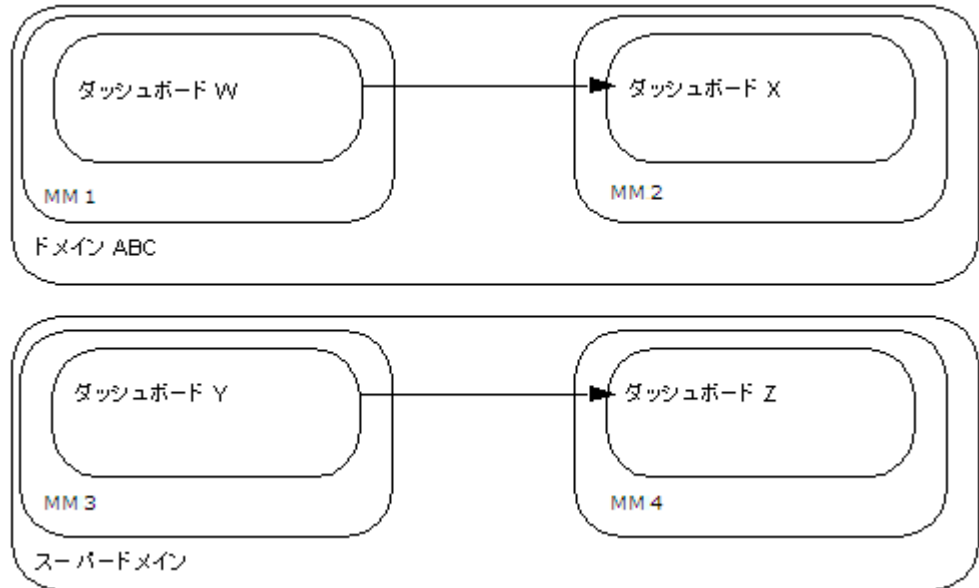 ダッシュボード W
ダッシュボード X
MM 1
MM 2
ドメイン ABC
ダッシュボード Y
ダッシュボード Z
MM 3
MM 4
スーパードメイン